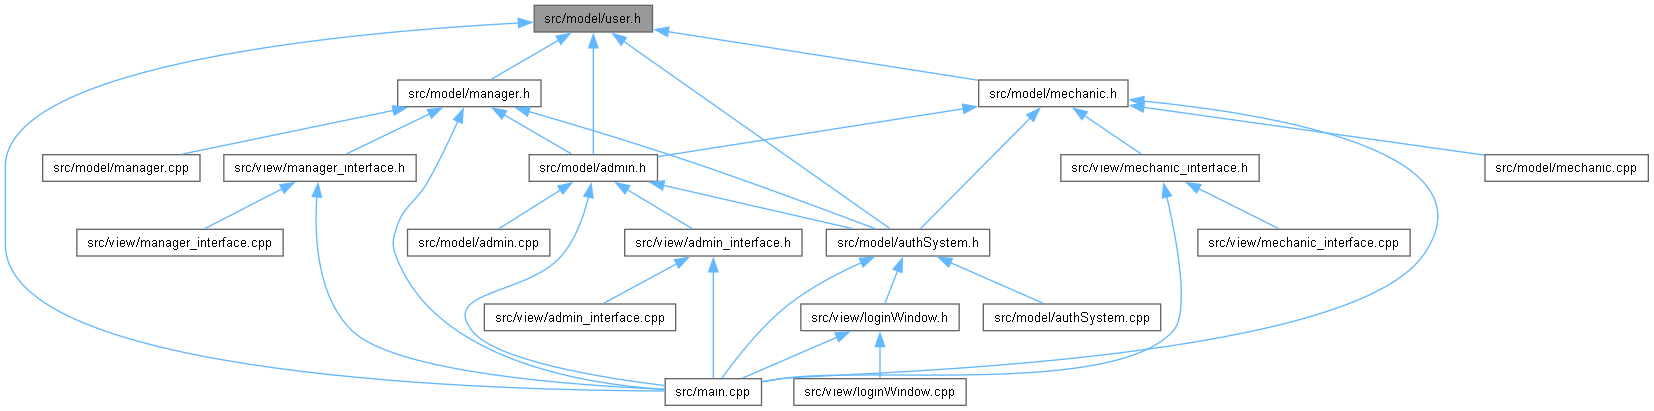 src/model/user.h
src/model/manager.h
src/model/mechanic.h
src/model/manager.cpp
src/view/manager_interface.h
src/model/admin.h
src/view/mechanic_interface.h
src/model/mechanic.cpp
src/view/manager_interface.cpp
src/model/admin.cpp
src/view/admin_interface.h
src/model/authSystem.h
src/view/mechanic_interface.cpp
src/view/admin_interface.cpp
src/view/loginWindow.h
src/model/authSystem.cpp
src/main.cpp
src/view/loginWindow.cpp